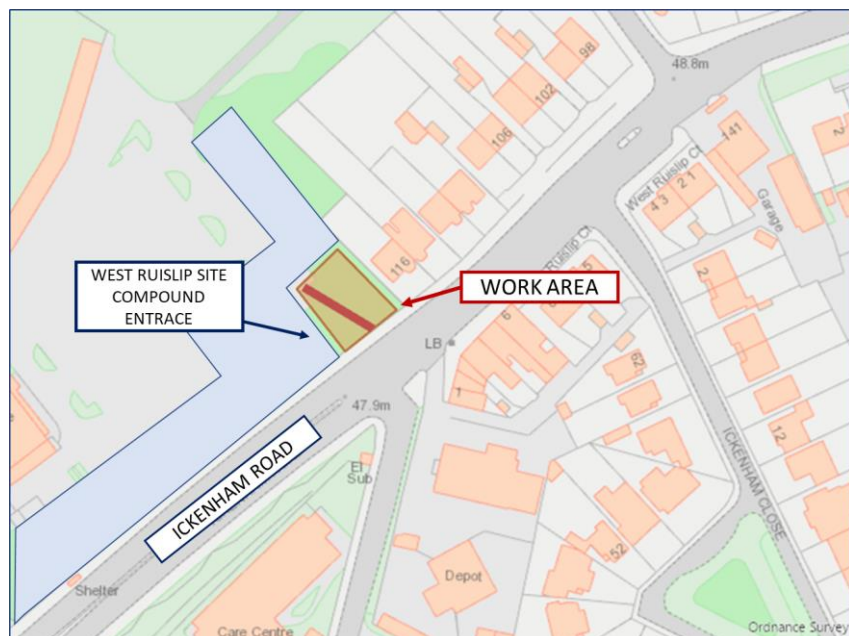 98
48.8m
102
106
141
2
West Ruislip Ct
2 1
4 3
Garage
116
Ruislip Ct
5
2
WEST RUISLIP SITE
COMPOUND
ENTRACE
WORK AREA
LB
6
62
1
47.9m
ICKENHAM ROAD
El
Sub
12
ICKENHAM CLOSE
52
Depot
Shelter
Care Centre
Ordnance Survey